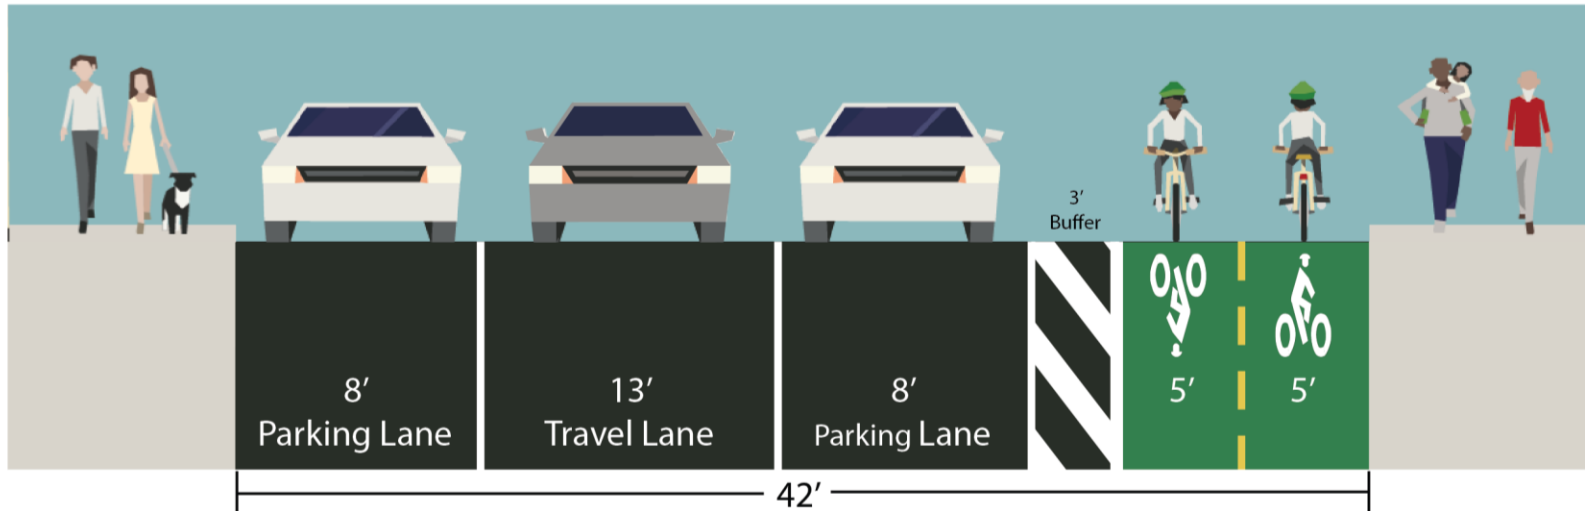 3’
Buffer
8’
Parking Lane
13’
Travel Lane
8’
Parking Lane
5’
5’
42’